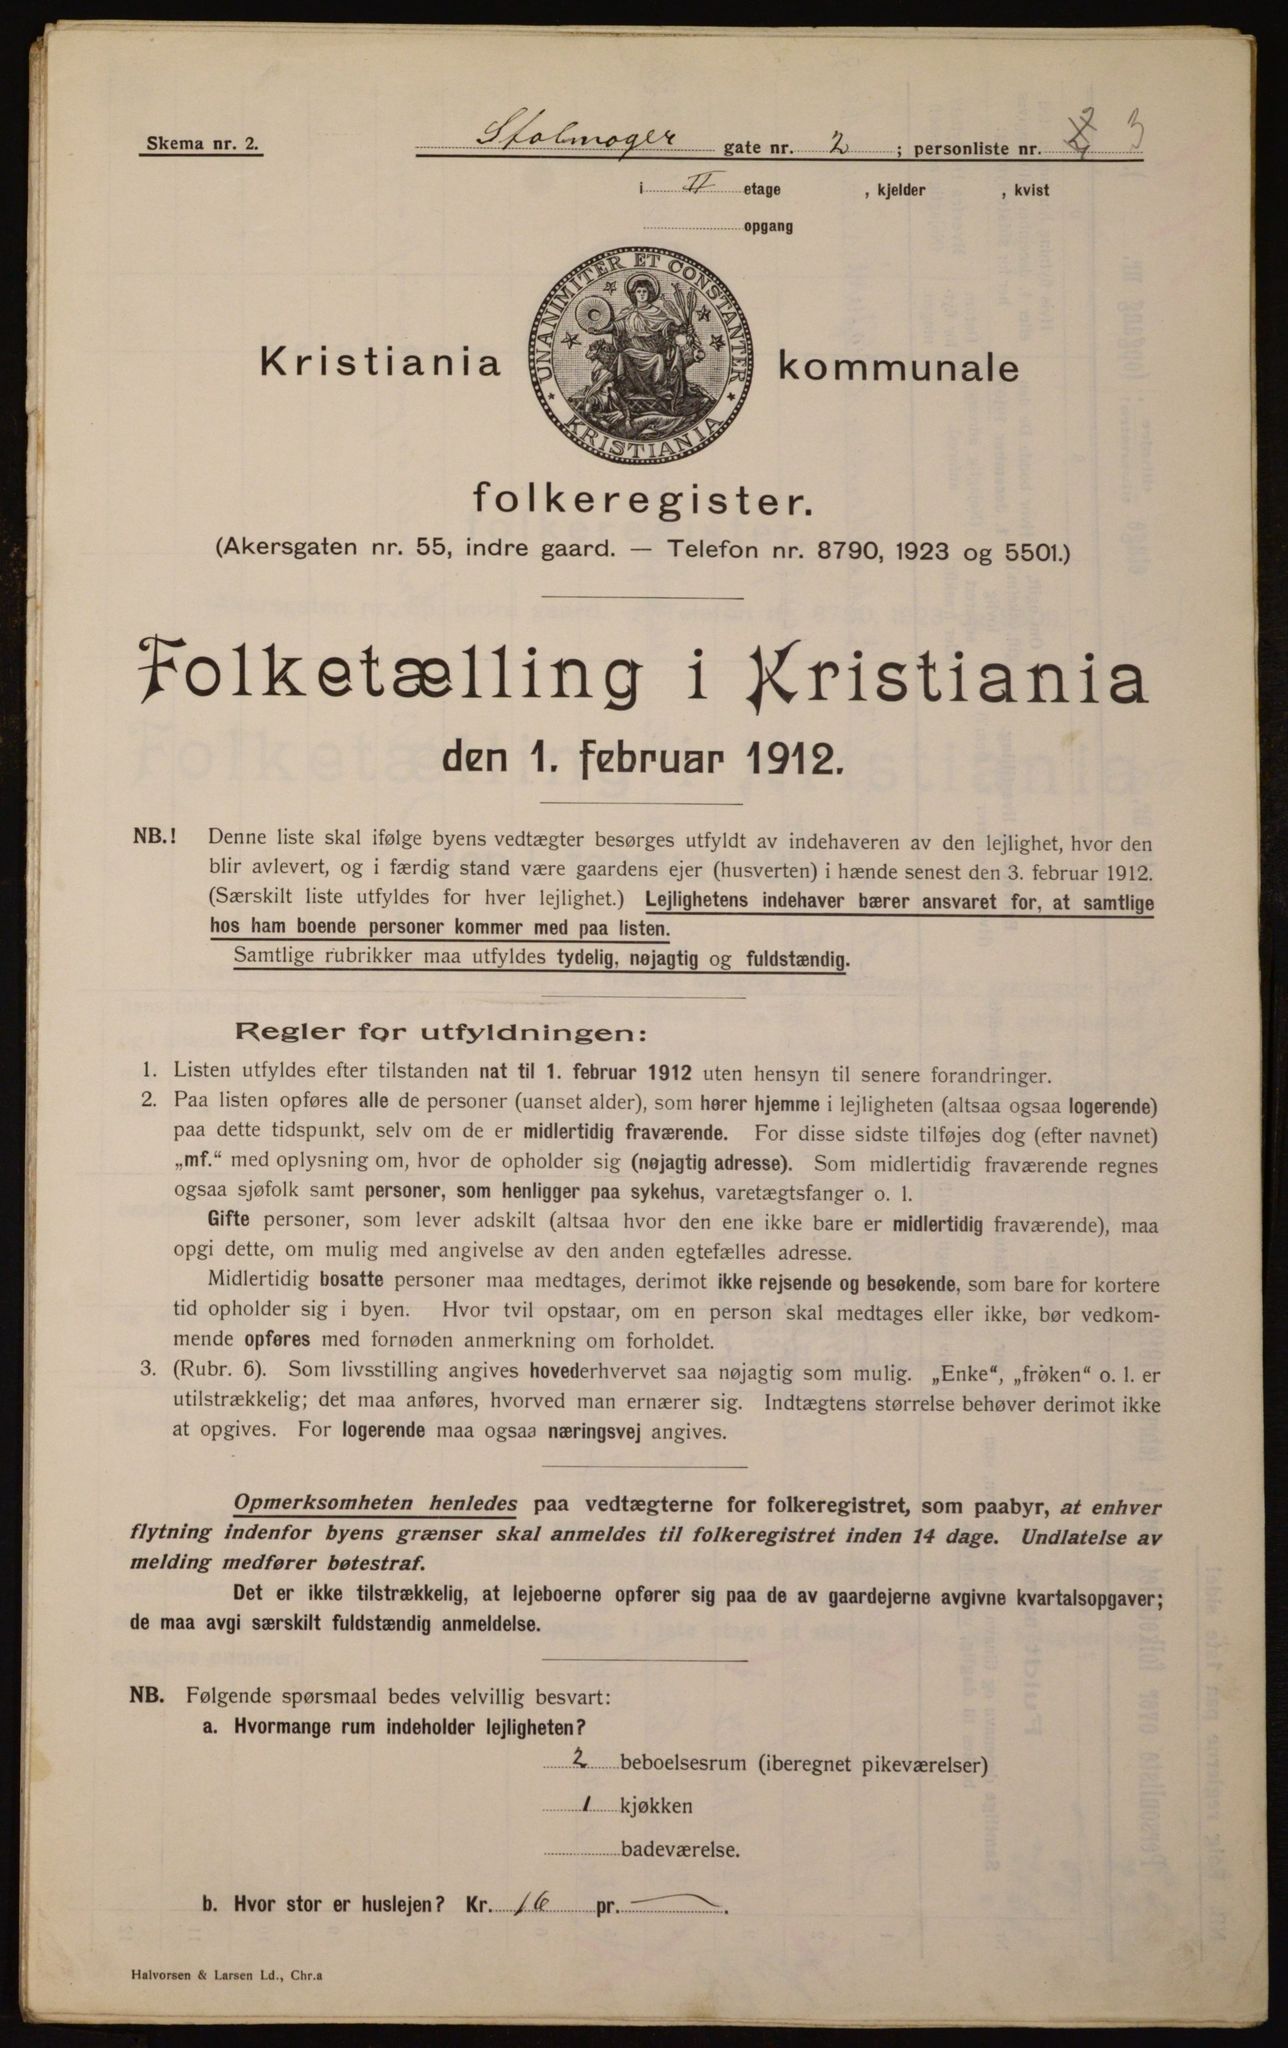 Skema nr. 2.
Stolmager gate nr. 2 ; personliste nr. 2 3
i II etage , kjelder , kvist
opgang
UNANIMITER ET CONSTANTER
KRISTIANIA
Kristiania kommunale
folkeregister.
(Akersgaten nr. 55, indre gaard. — Telefon nr. 8790, 1923 og 5501.)
Folketælling i Kristiania
den 1. februar 1912.
NB.! Denne liste skal ifølge byens vedtægter besørges utfyldt av indehaveren av den lejlighet, hvor den
blir avlevert, og i færdig stand være gaardens ejer (husverten) i hænde senest den 3. februar 1912.
(Særskilt liste utfyldes for hver lejlighet.) Lejlighetens indehaver bærer ansvaret for, at samtlige
hos ham boende personer kommer med paa listen.
Samtlige rubrikker maa utfyldes tydelig, nøjagtig og fuldstændig.
Regler for utfyldningen:
1. Listen utfyldes efter tilstanden nat til 1. februar 1912 uten hensyn til senere forandringer.
2. Paa listen opføres alle de personer (uanset alder), som hører hjemme i lejligheten (altsaa ogsaa logerende)
paa dette tidspunkt, selv om de er midlertidig fraværende. For disse sidste tilføjes dog (efter navnet)
„mf.“ med oplysning om, hvor de opholder sig (nøjagtig adresse). Som midlertidig fraværende regnes
ogsaa sjøfolk samt personer, som henligger paa sykehus, varetægtsfanger o. l.
Gifte personer, som lever adskilt (altsaa hvor den ene ikke bare er midlertidig fraværende), maa
opgi dette, om mulig med angivelse av den anden egtefælles adresse.
Midlertidig bosatte personer maa medtages, derimot ikke rejsende og besøkende, som bare for kortere
tid opholder sig i byen. Hvor tvil opstaar, om en person skal medtages eller ikke, bør vedkom-
mende opføres med fornøden anmerkning om forholdet.
3. (Rubr. 6). Som livsstilling angives hovederhvervet saa nøjagtig som mulig. „Enke“, „frøken“ o. l. er
utilstrækkelig; det maa anføres, hvorved man ernærer sig. Indtægtens størrelse behøver derimot ikke
at opgives. For logerende maa ogsaa næringsvej angives.
Opmerksomheten henledes paa vedtægterne for folkeregistret, som paabyr, at enhver
flytning indenfor byens grænser skal anmeldes til folkeregistret inden 14 dage. Undlatelse av
melding medfører bøtestraf.
Det er ikke tilstrækkelig, at lejeboerne opfører sig paa de av gaardejerne avgivne kvartalsopgaver;
de maa avgi særskilt fuldstændig anmeldelse.
NB. Følgende spørsmaal bedes velvillig besvart:
a. Hvormange rum indeholder lejligheten?
2 beboelsesrum (iberegnet pikeværelser)
1 kjøkken
badeværelse.
b. Hvor stor er huslejen? Kr. 16 pr. — .
Halvorsen & Larsen Ld., Chr.a